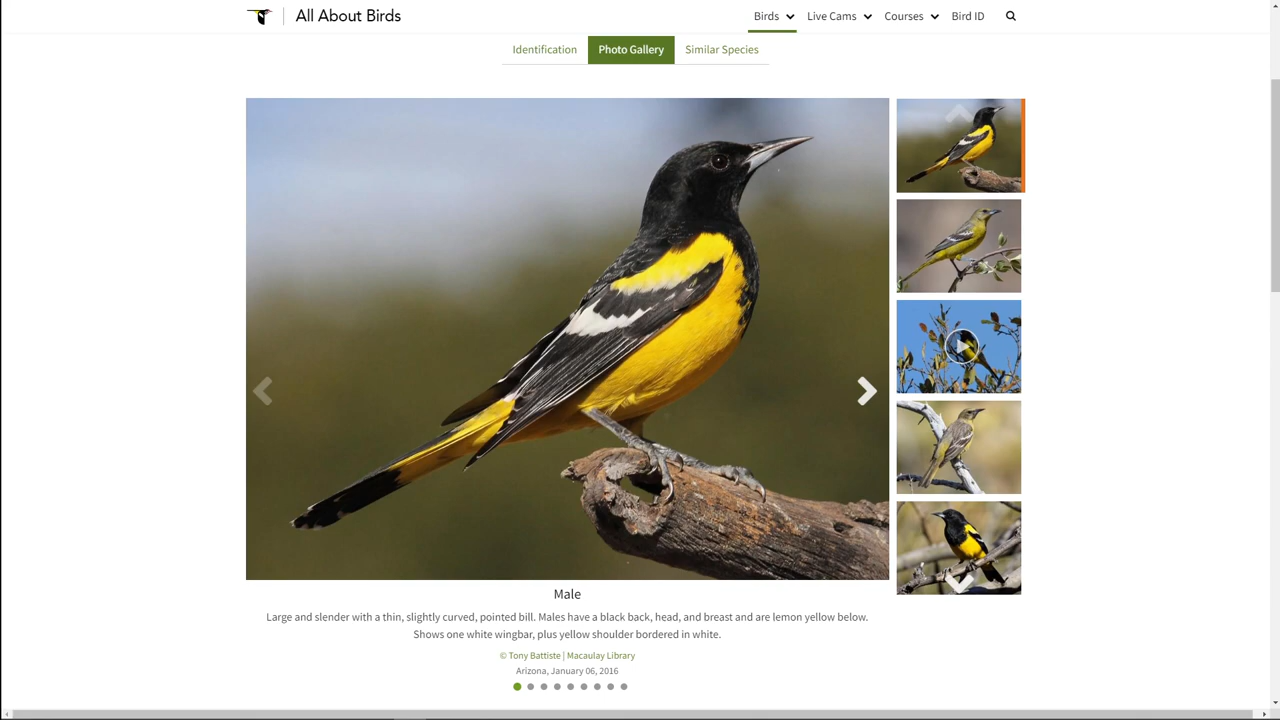 All About Birds
Birds
Live Cams
Courses
Bird ID
Identification
Photo Gallery
Similar Species
Male
Large and slender with a thin, slightly curved, pointed bill. Males have a black back, head, and breast and are lemon yellow below.
Shows one white wingbar, plus yellow shoulder bordered in white.
© Tony Battiste | Macaulay Library
Arizona, January 06, 2016